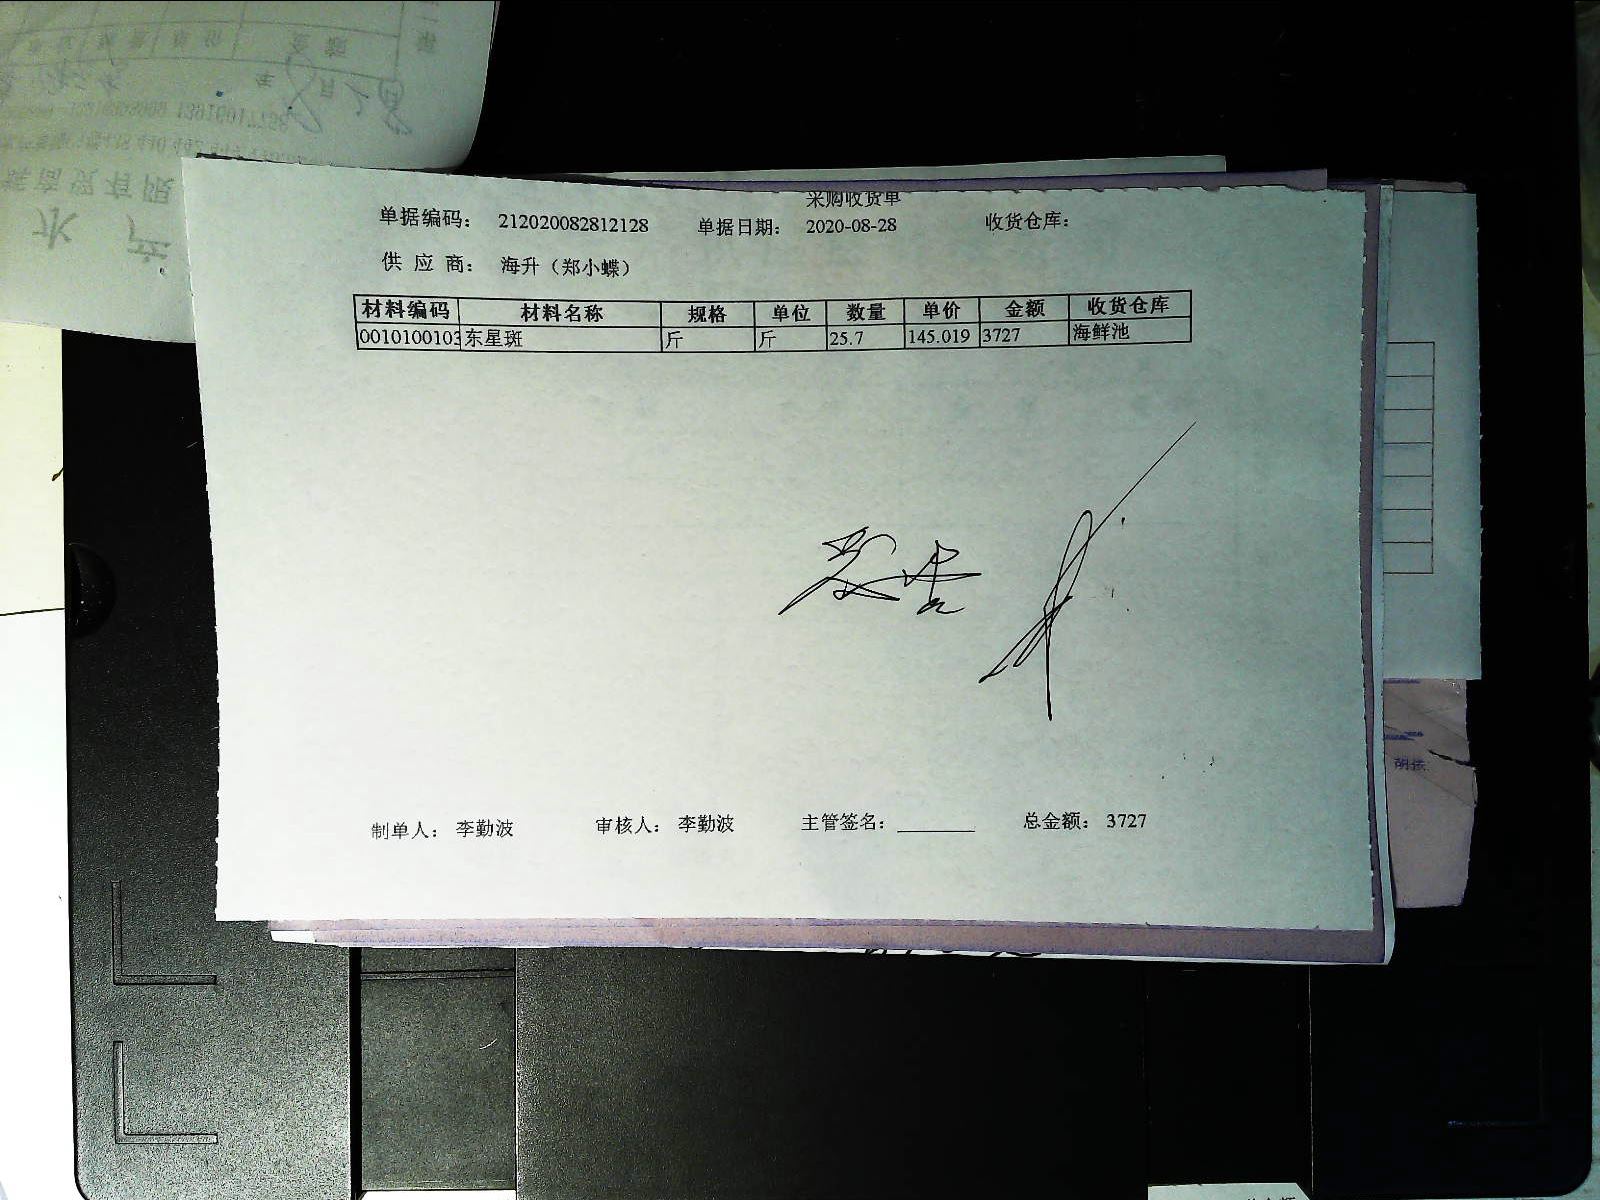 采购收货单
单据编码： 212020082812128 单据日期： 2020-08-28 收货仓库：
供 应 商： 海升（郑小蝶）
材料编码 材料名称 规格 单位 数量 单价 金额 收货仓库
0010100103 东星斑 斤 斤 25.7 145.019 3727 海鲜池
制单人： 李勤波 审核人： 李勤波 主管签名： 总金额： 3727